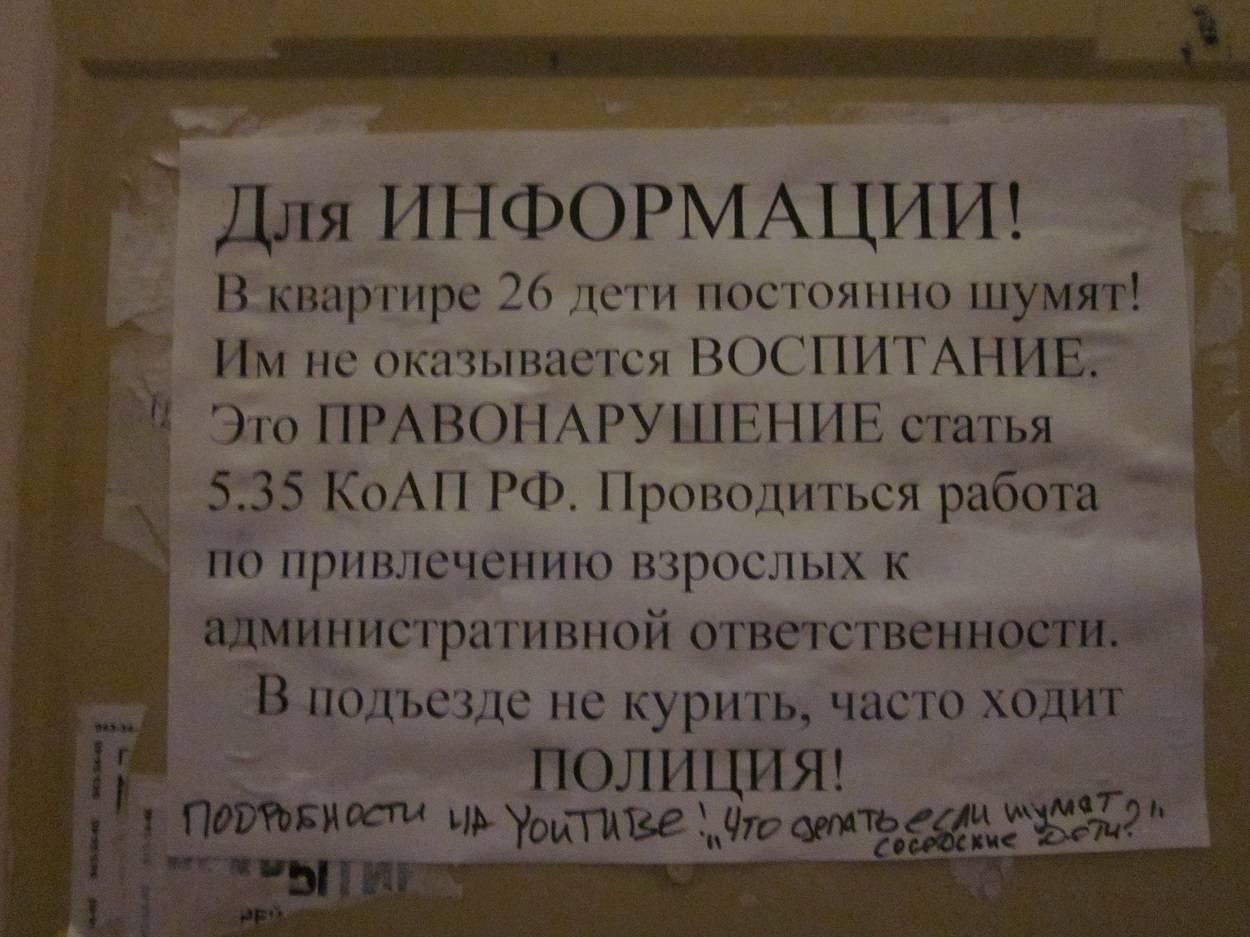 Для ИНФОРМАЦИИ!
В квартире 26 дети постоянно шумят!
Им не оказывается ВОСПИТАНИЕ.
Это ПРАВОНАРУШЕНИЕ статья
5.35 КоАП РФ. Проводиться работа
по привлечению взрослых к
административной ответственности.
В подъезде не курить, часто ходит
ПОЛИЦИЯ!
ПОДРОБНОСТИ НА YOUTUBE! „ЧТО ДЕЛАТЬ ЕСЛИ ШУМЯТ
СОСЕДСКИЕ ДЕТИ?"